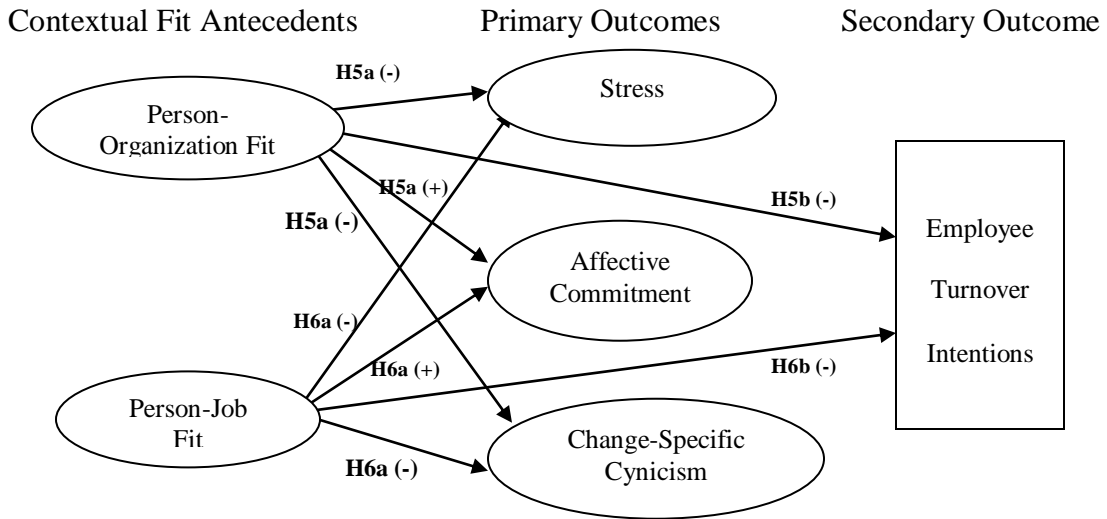 Contextual Fit Antecedents
Primary Outcomes
Secondary Outcome
H5a (-)
Stress
Person-
Organization Fit
H5a (+)
H5a (-)
H5b (-)
Employee
Turnover
Intentions
Affective
Commitment
H6a (-)
H6a (+)
H6b (-)
Person-Job
Fit
Change-Specific
Cynicism
H6a (-)